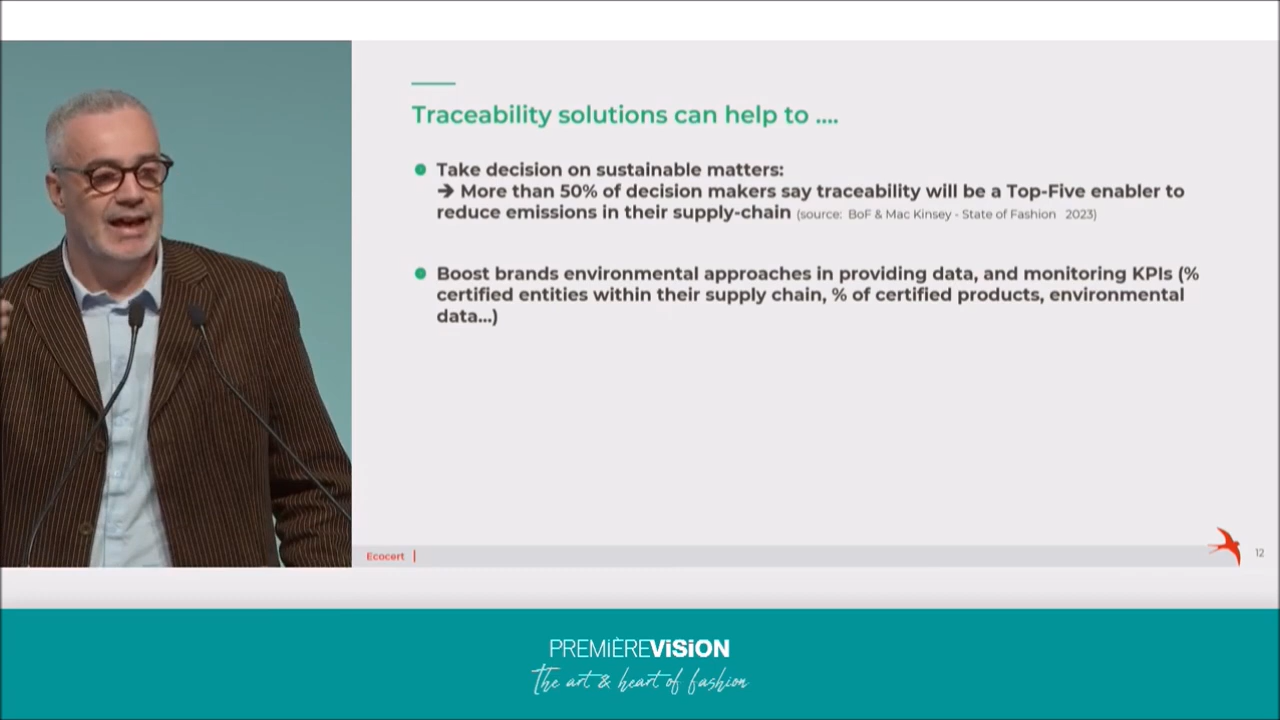 Traceability solutions can help to ....
Take decision on sustainable matters:
➔ More than 50% of decision makers say traceability will be a Top-Five enabler to
reduce emissions in their supply-chain (source: BoF & Mac Kinsey - State of Fashion 2023)
Boost brands environmental approaches in providing data, and monitoring KPIs (%
certified entities within their supply chain, % of certified products, environmental
data...)
Ecocert |
12
PREMIÈREVISION
The art & heart of fashion